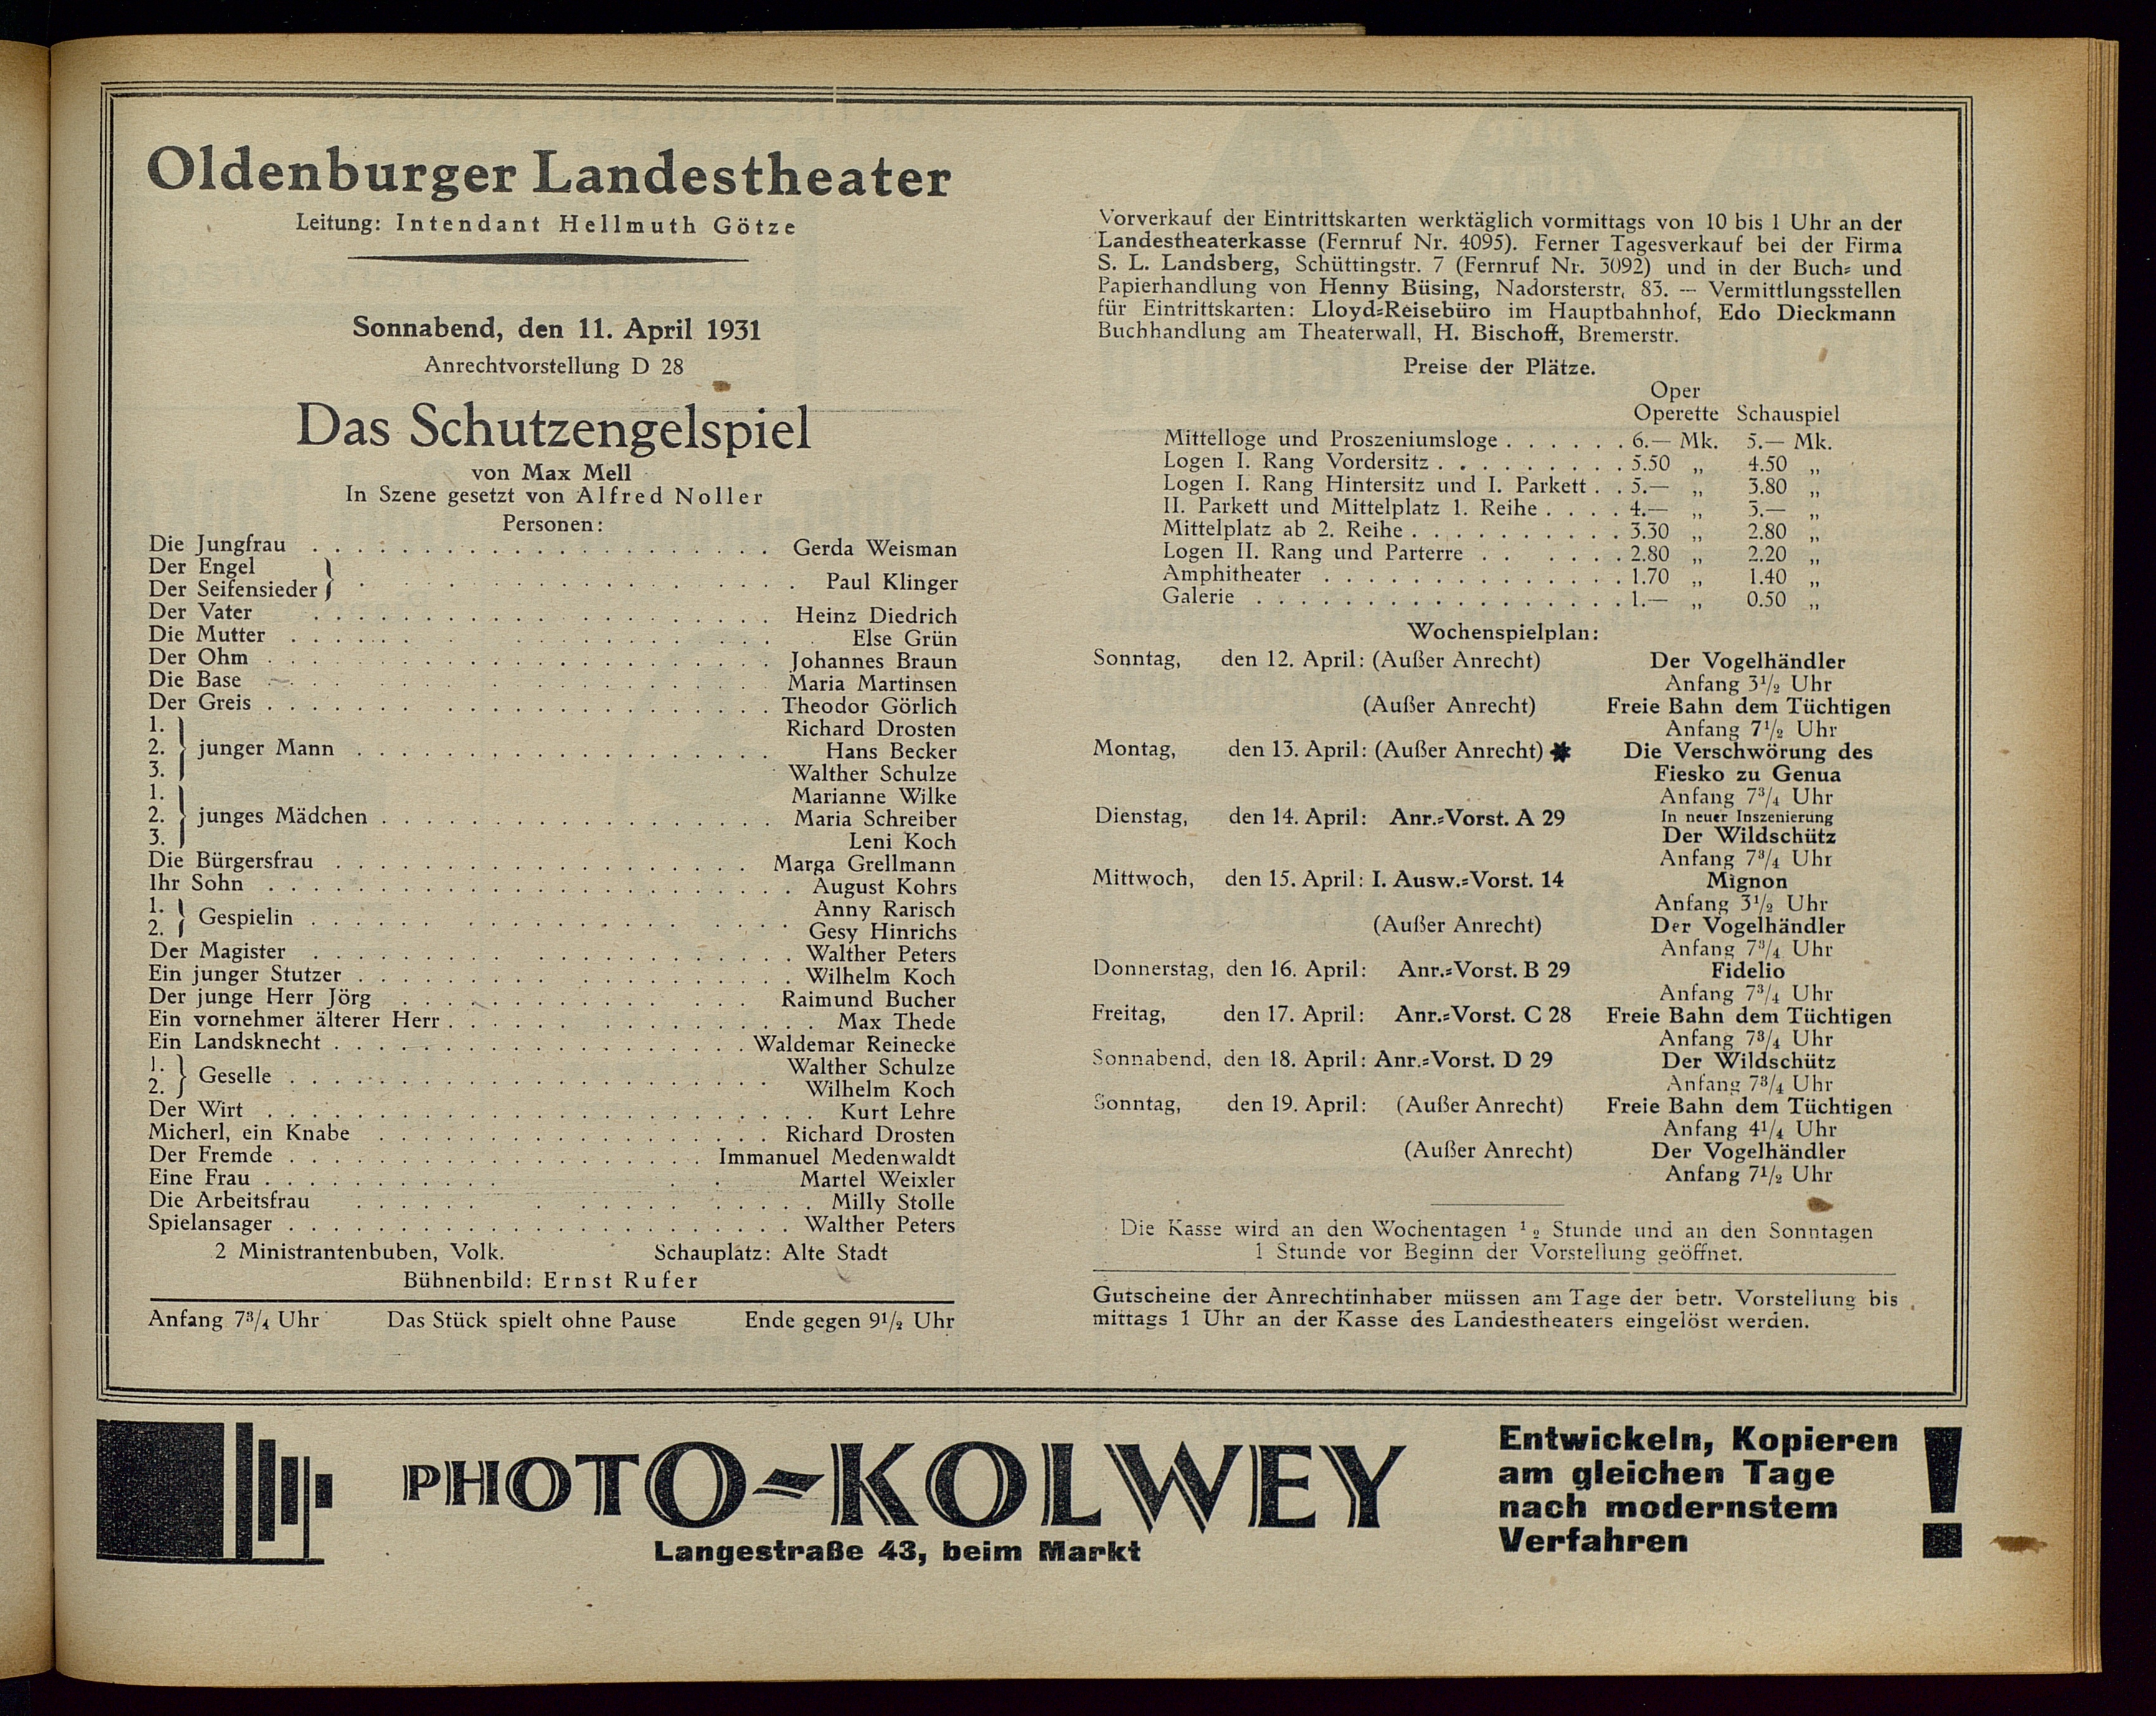 Oldenburger Landestheater
Leitung: Intendant Hellmuth Götze
Sonnabend, den 11. April 1931
Anrechtvorstellung D 28
Das Schutzengelspiel
von Max Mell
In Szene gesetzt von Alfred Noller
Personen:
Die Jungfrau . . . . . . . . . . . . . . . . Gerda Weisman
Der Engel
Der Seifensieder } . . . . . . . . . . . . . . . . Paul Klinger
Der Vater . . . . . . . . . . . . . . . . Heinz Diedrich
Die Mutter . . . . . . . . . . . . . . . . Else Grün
Der Ohm . . . . . . . . . . . . . . . . Johannes Braun
Die Base . . . . . . . . . . . . . . . . Maria Martinsen
Der Greis . . . . . . . . . . . . . . . . Theodor Görlich
1. Richard Drosten
2. } junger Mann . . . . . . . . . . . . . . . . Hans Becker
3. Walther Schulze
1. Marianne Wilke
2. } junges Mädchen . . . . . . . . . . . . . . . . Maria Schreiber
3. Leni Koch
Die Bürgersfrau . . . . . . . . . . . . . . . . Marga Grellmann
Ihr Sohn . . . . . . . . . . . . . . . . August Kohrs
1. } Gespielin . . . . . . . . . . . . . . . . Anny Rarisch
2. Gesy Hinrichs
Der Magister . . . . . . . . . . . . . . . . Walther Peters
Ein junger Stutzer . . . . . . . . . . . . . . . . Wilhelm Koch
Der junge Herr Jörg . . . . . . . . . . . . . . . . Raimund Bucher
Ein vornehmer älterer Herr . . . . . . . . . . . . . . . . Max Thede
Ein Landsknecht . . . . . . . . . . . . . . . . Waldemar Reinecke
1. } Geselle . . . . . . . . . . . . . . . . Walther Schulze
2. Wilhelm Koch
Der Wirt . . . . . . . . . . . . . . . . Kurt Lehre
Micherl, ein Knabe . . . . . . . . . . . . . . . . Richard Drosten
Der Fremde . . . . . . . . . . . . . . . . Immanuel Medenwaldt
Eine Frau . . . . . . . . . . . . . . . . Martel Weixler
Die Arbeitsfrau . . . . . . . . . . . . . . . . Milly Stolle
Spielansager . . . . . . . . . . . . . . . . Walther Peters
2 Ministrantenbuben, Volk. Schauplatz: Alte Stadt
Bühnenbild: Ernst Rufer
Anfang 7¾ Uhr Das Stück spielt ohne Pause Ende gegen 9½ Uhr
Vorverkauf der Eintrittskarten werktäglich vormittags von 10 bis 1 Uhr an der
Landestheaterkasse (Fernruf Nr. 4095). Ferner Tagesverkauf bei der Firma
S. L. Landsberg, Schüttingstr. 7 (Fernruf Nr. 3092) und in der Buch= und
Papierhandlung von Henny Büsing, Nadorsterstr. 83. — Vermittlungsstellen
für Eintrittskarten: Lloyd=Reisebüro im Hauptbahnhof, Edo Dieckmann
Buchhandlung am Theaterwall, H. Bischoff, Bremerstr.
Preise der Plätze.
Oper
Operette Schauspiel
Mittelloge und Proszeniumsloge . . . . . . 6.— Mk. 5.— Mk.
Logen I. Rang Vordersitz . . . . . . . . . 5.50 „ 4.50 „
Logen I. Rang Hintersitz und I. Parkett . . 5.— „ 3.80 „
II. Parkett und Mittelplatz 1. Reihe . . . . 4.— „ 3.— „
Mittelplatz ab 2. Reihe . . . . . . . . . . 3.30 „ 2.80 „
Logen II. Rang und Parterre . . . . . . 2.80 „ 2.20 „
Amphitheater . . . . . . . . . . . . . . 1.70 „ 1.40 „
Galerie . . . . . . . . . . . . . . . . . 1.— „ 0.50 „
Wochenspielplan:
Sonntag, den 12. April: (Außer Anrecht) Der Vogelhändler
Anfang 3½ Uhr
(Außer Anrecht) Freie Bahn dem Tüchtigen
Anfang 7½ Uhr
Montag, den 13. April: (Außer Anrecht) * Die Verschwörung des
Fiesko zu Genua
Anfang 7¾ Uhr
Dienstag, den 14. April: Anr.=Vorst. A 29 In neuer Inszenierung
Der Wildschütz
Anfang 7¾ Uhr
Mittwoch, den 15. April: I. Ausw.=Vorst. 14 Mignon
Anfang 3½ Uhr
(Außer Anrecht) Der Vogelhändler
Anfang 7¾ Uhr
Donnerstag, den 16. April: Anr.=Vorst. B 29 Fidelio
Anfang 7¾ Uhr
Freitag, den 17. April: Anr.=Vorst. C 28 Freie Bahn dem Tüchtigen
Anfang 7¾ Uhr
Sonnabend, den 18. April: Anr.=Vorst. D 29 Der Wildschütz
Anfang 7¾ Uhr
Sonntag, den 19. April: (Außer Anrecht) Freie Bahn dem Tüchtigen
Anfang 4¼ Uhr
(Außer Anrecht) Der Vogelhändler
Anfang 7½ Uhr
Die Kasse wird an den Wochentagen ½ Stunde und an den Sonntagen
1 Stunde vor Beginn der Vorstellung geöffnet.
Gutscheine der Anrechtinhaber müssen am Tage der betr. Vorstellung bis
mittags 1 Uhr an der Kasse des Landestheaters eingelöst werden.
PHOTO=KOLWEY
Langestraße 43, beim Markt
Entwickeln, Kopieren
am gleichen Tage
nach modernstem
Verfahren !